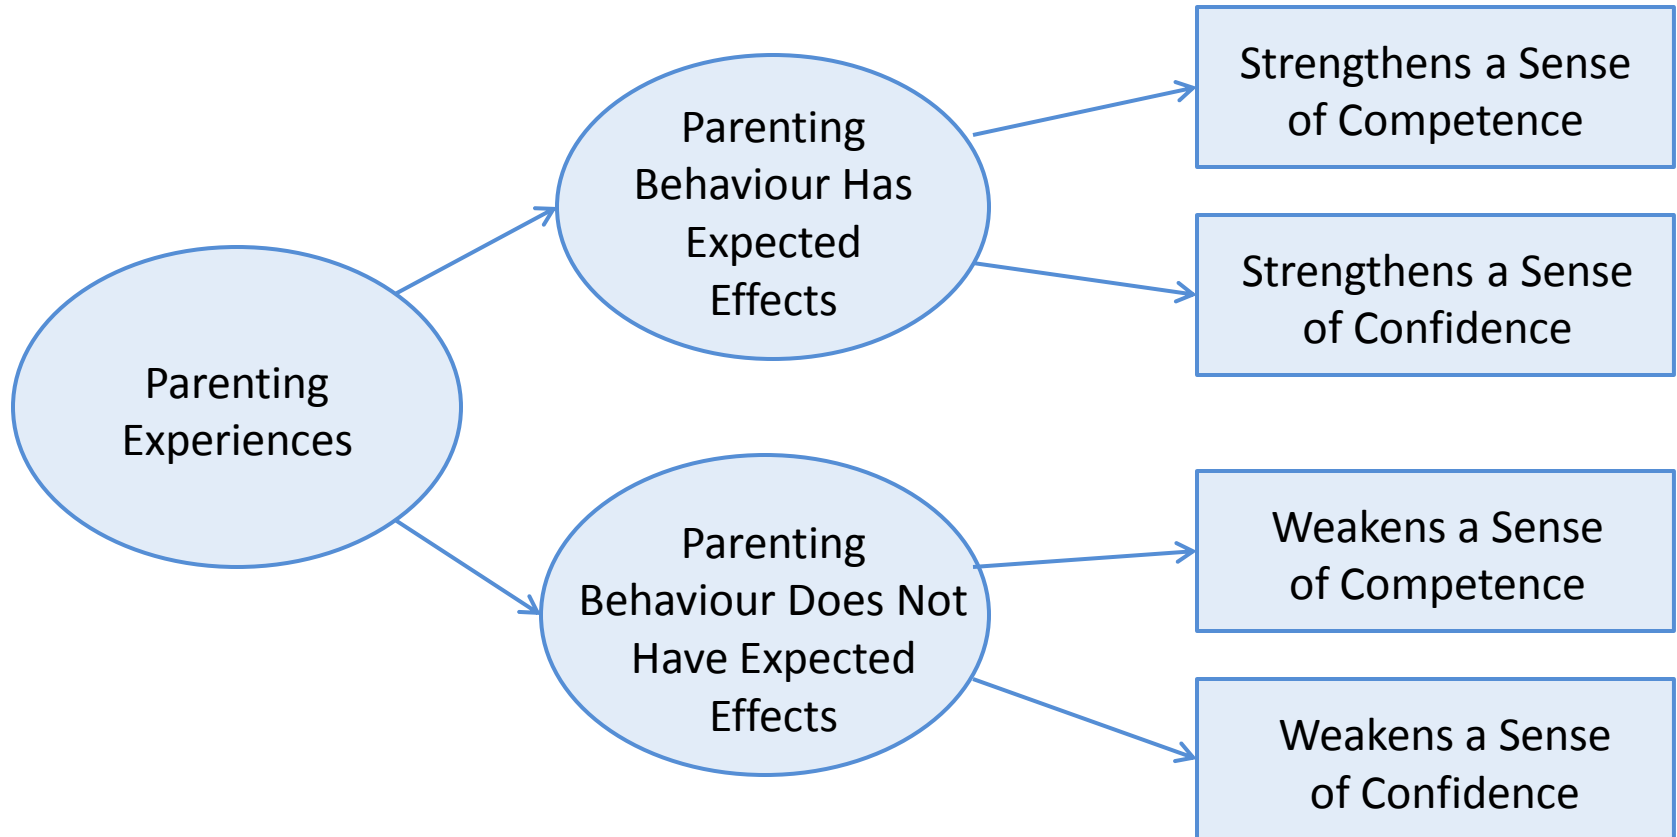 Parenting
Experiences
Parenting
Behaviour Has
Expected
Effects
Strengthens a Sense
of Competence
Strengthens a Sense
of Confidence
Parenting
Behaviour Does Not
Have Expected
Effects
Weakens a Sense
of Competence
Weakens a Sense
of Confidence